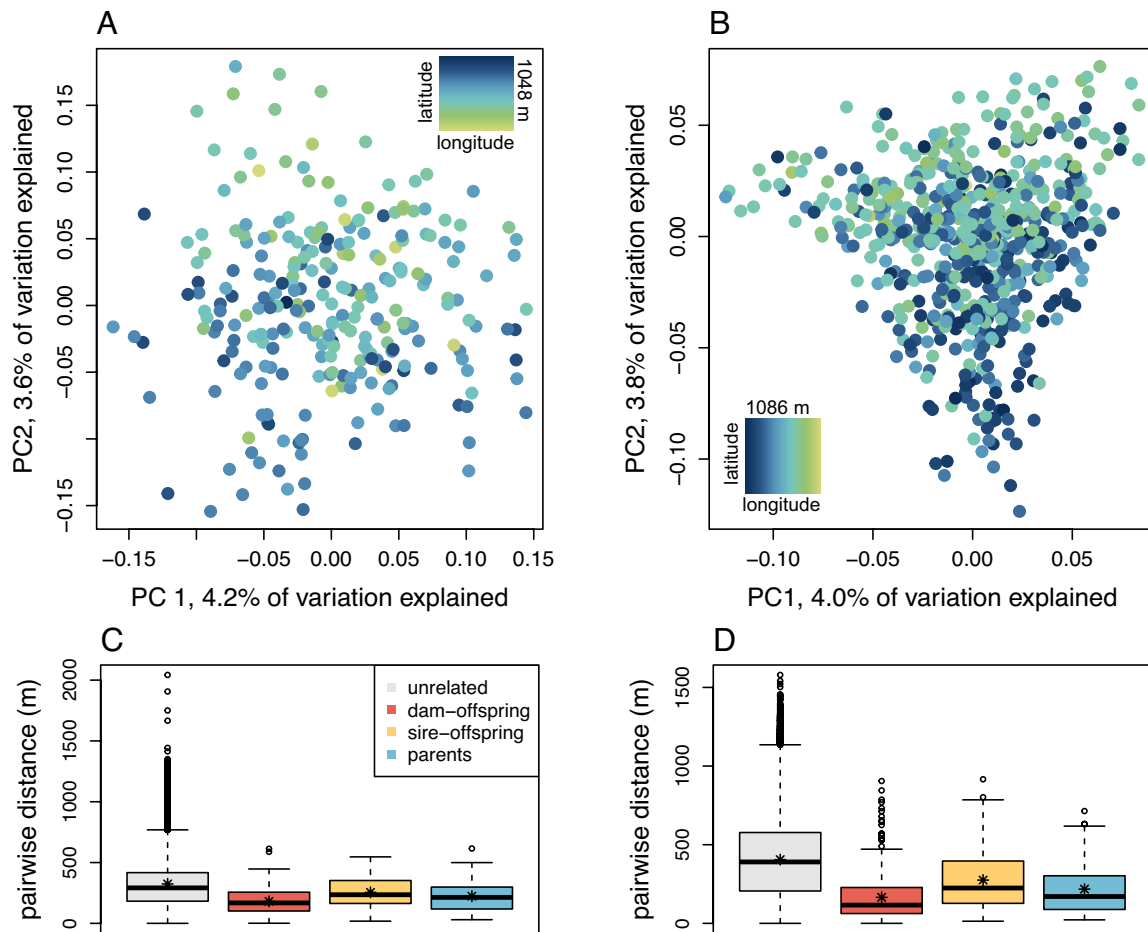 A
B
PC2, 3.6% of variation explained
0.15
0.10
0.05
0.00
−0.05
−0.15
latitude
1048 m
longitude
−0.15
−0.05
0.00
0.05
0.10
0.15
PC 1, 4.2% of variation explained
PC2, 3.8% of variation explained
0.05
0.00
−0.05
−0.10
1086 m
latitude
longitude
−0.10
−0.05
0.00
0.05
PC1, 4.0% of variation explained
C
pairwise distance (m)
2000
1500
1000
500
0
unrelated
dam-offspring
sire-offspring
parents
D
pairwise distance (m)
1500
1000
500
0